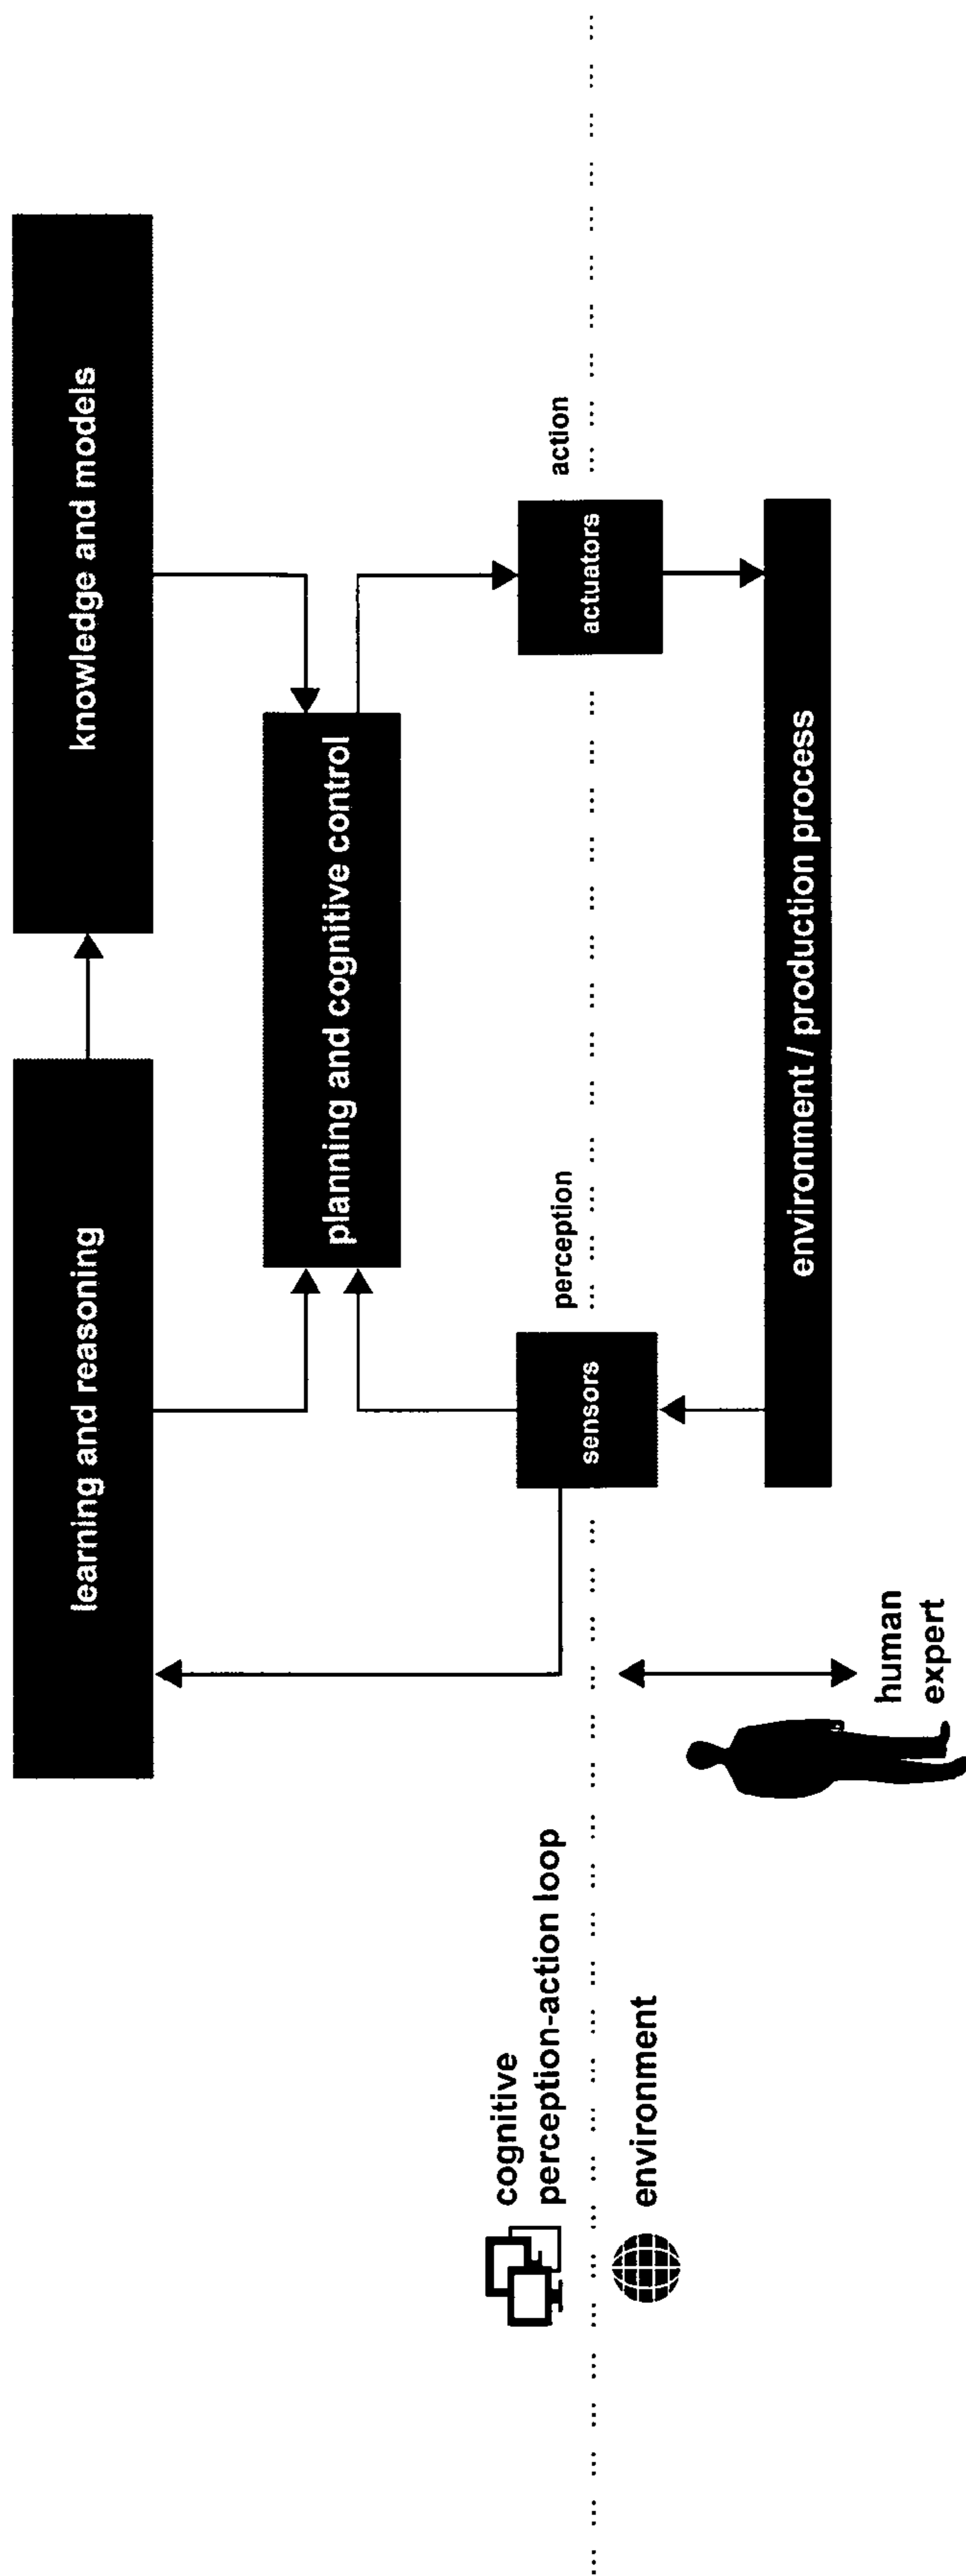 learning and reasoning
knowledge and models
planning and cognitive control
cognitive
perception-action loop
perception
action
sensors
actuators
environment
environment / production process
human
expert